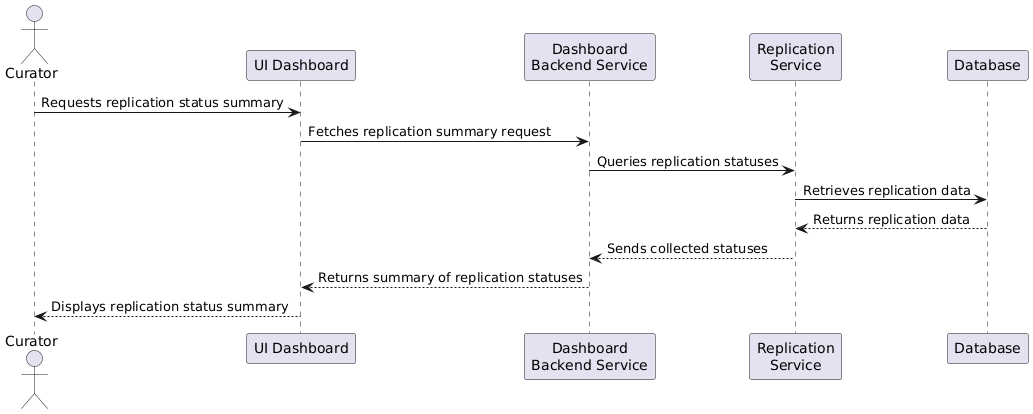 Curator
UI Dashboard
Dashboard
Backend Service
Replication
Service
Database
Requests replication status summary
Fetches replication summary request
Queries replication statuses
Retrieves replication data
Returns replication data
Sends collected statuses
Returns summary of replication statuses
Displays replication status summary
Curator
UI Dashboard
Dashboard
Backend Service
Replication
Service
Database